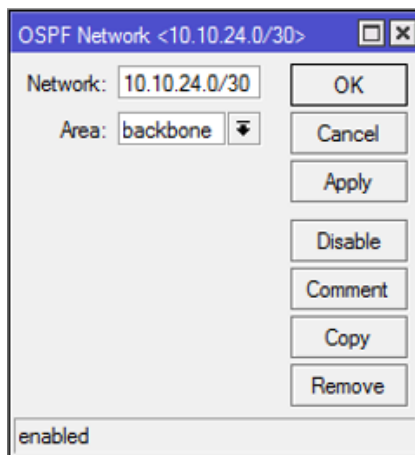 OSPF Network <10.10.24.0/30>
Network: 10.10.24.0/30
Area: backbone
OK
Cancel
Apply
Disable
Comment
Copy
Remove
enabled